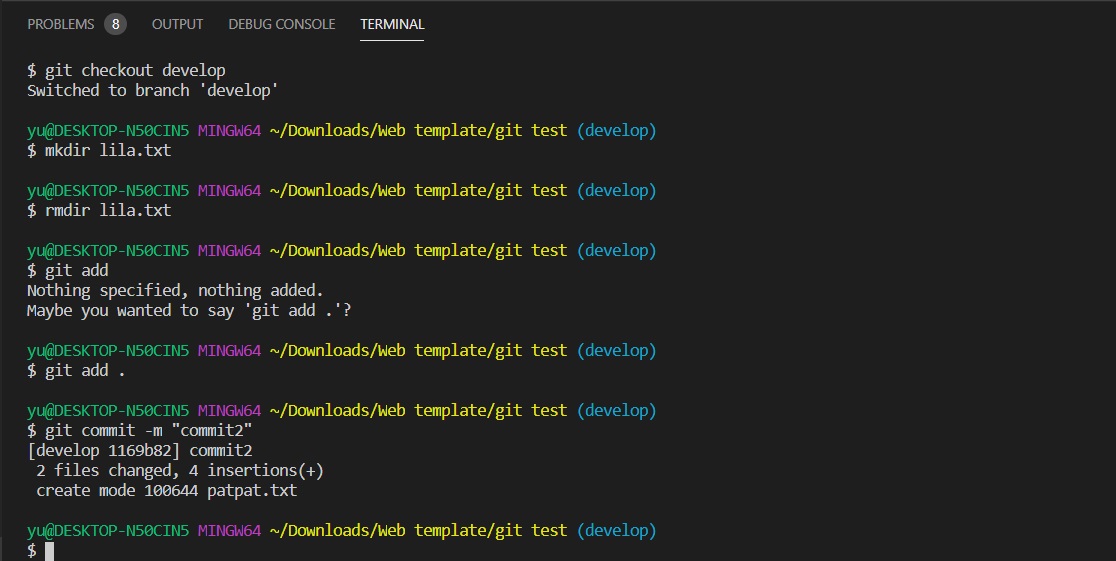 PROBLEMS 8 OUTPUT DEBUG CONSOLE TERMINAL
$ git checkout develop
Switched to branch 'develop'
yu@DESKTOP-N50CIN5 MINGW64 ~/Downloads/Web template/git test (develop)
$ mkdir lila.txt
yu@DESKTOP-N50CIN5 MINGW64 ~/Downloads/Web template/git test (develop)
$ rmdir lila.txt
yu@DESKTOP-N50CIN5 MINGW64 ~/Downloads/Web template/git test (develop)
$ git add
Nothing specified, nothing added.
Maybe you wanted to say 'git add .'?
yu@DESKTOP-N50CIN5 MINGW64 ~/Downloads/Web template/git test (develop)
$ git add .
yu@DESKTOP-N50CIN5 MINGW64 ~/Downloads/Web template/git test (develop)
$ git commit -m "commit2"
[develop 1169b82] commit2
2 files changed, 4 insertions(+)
create mode 100644 patpat.txt
yu@DESKTOP-N50CIN5 MINGW64 ~/Downloads/Web template/git test (develop)
$